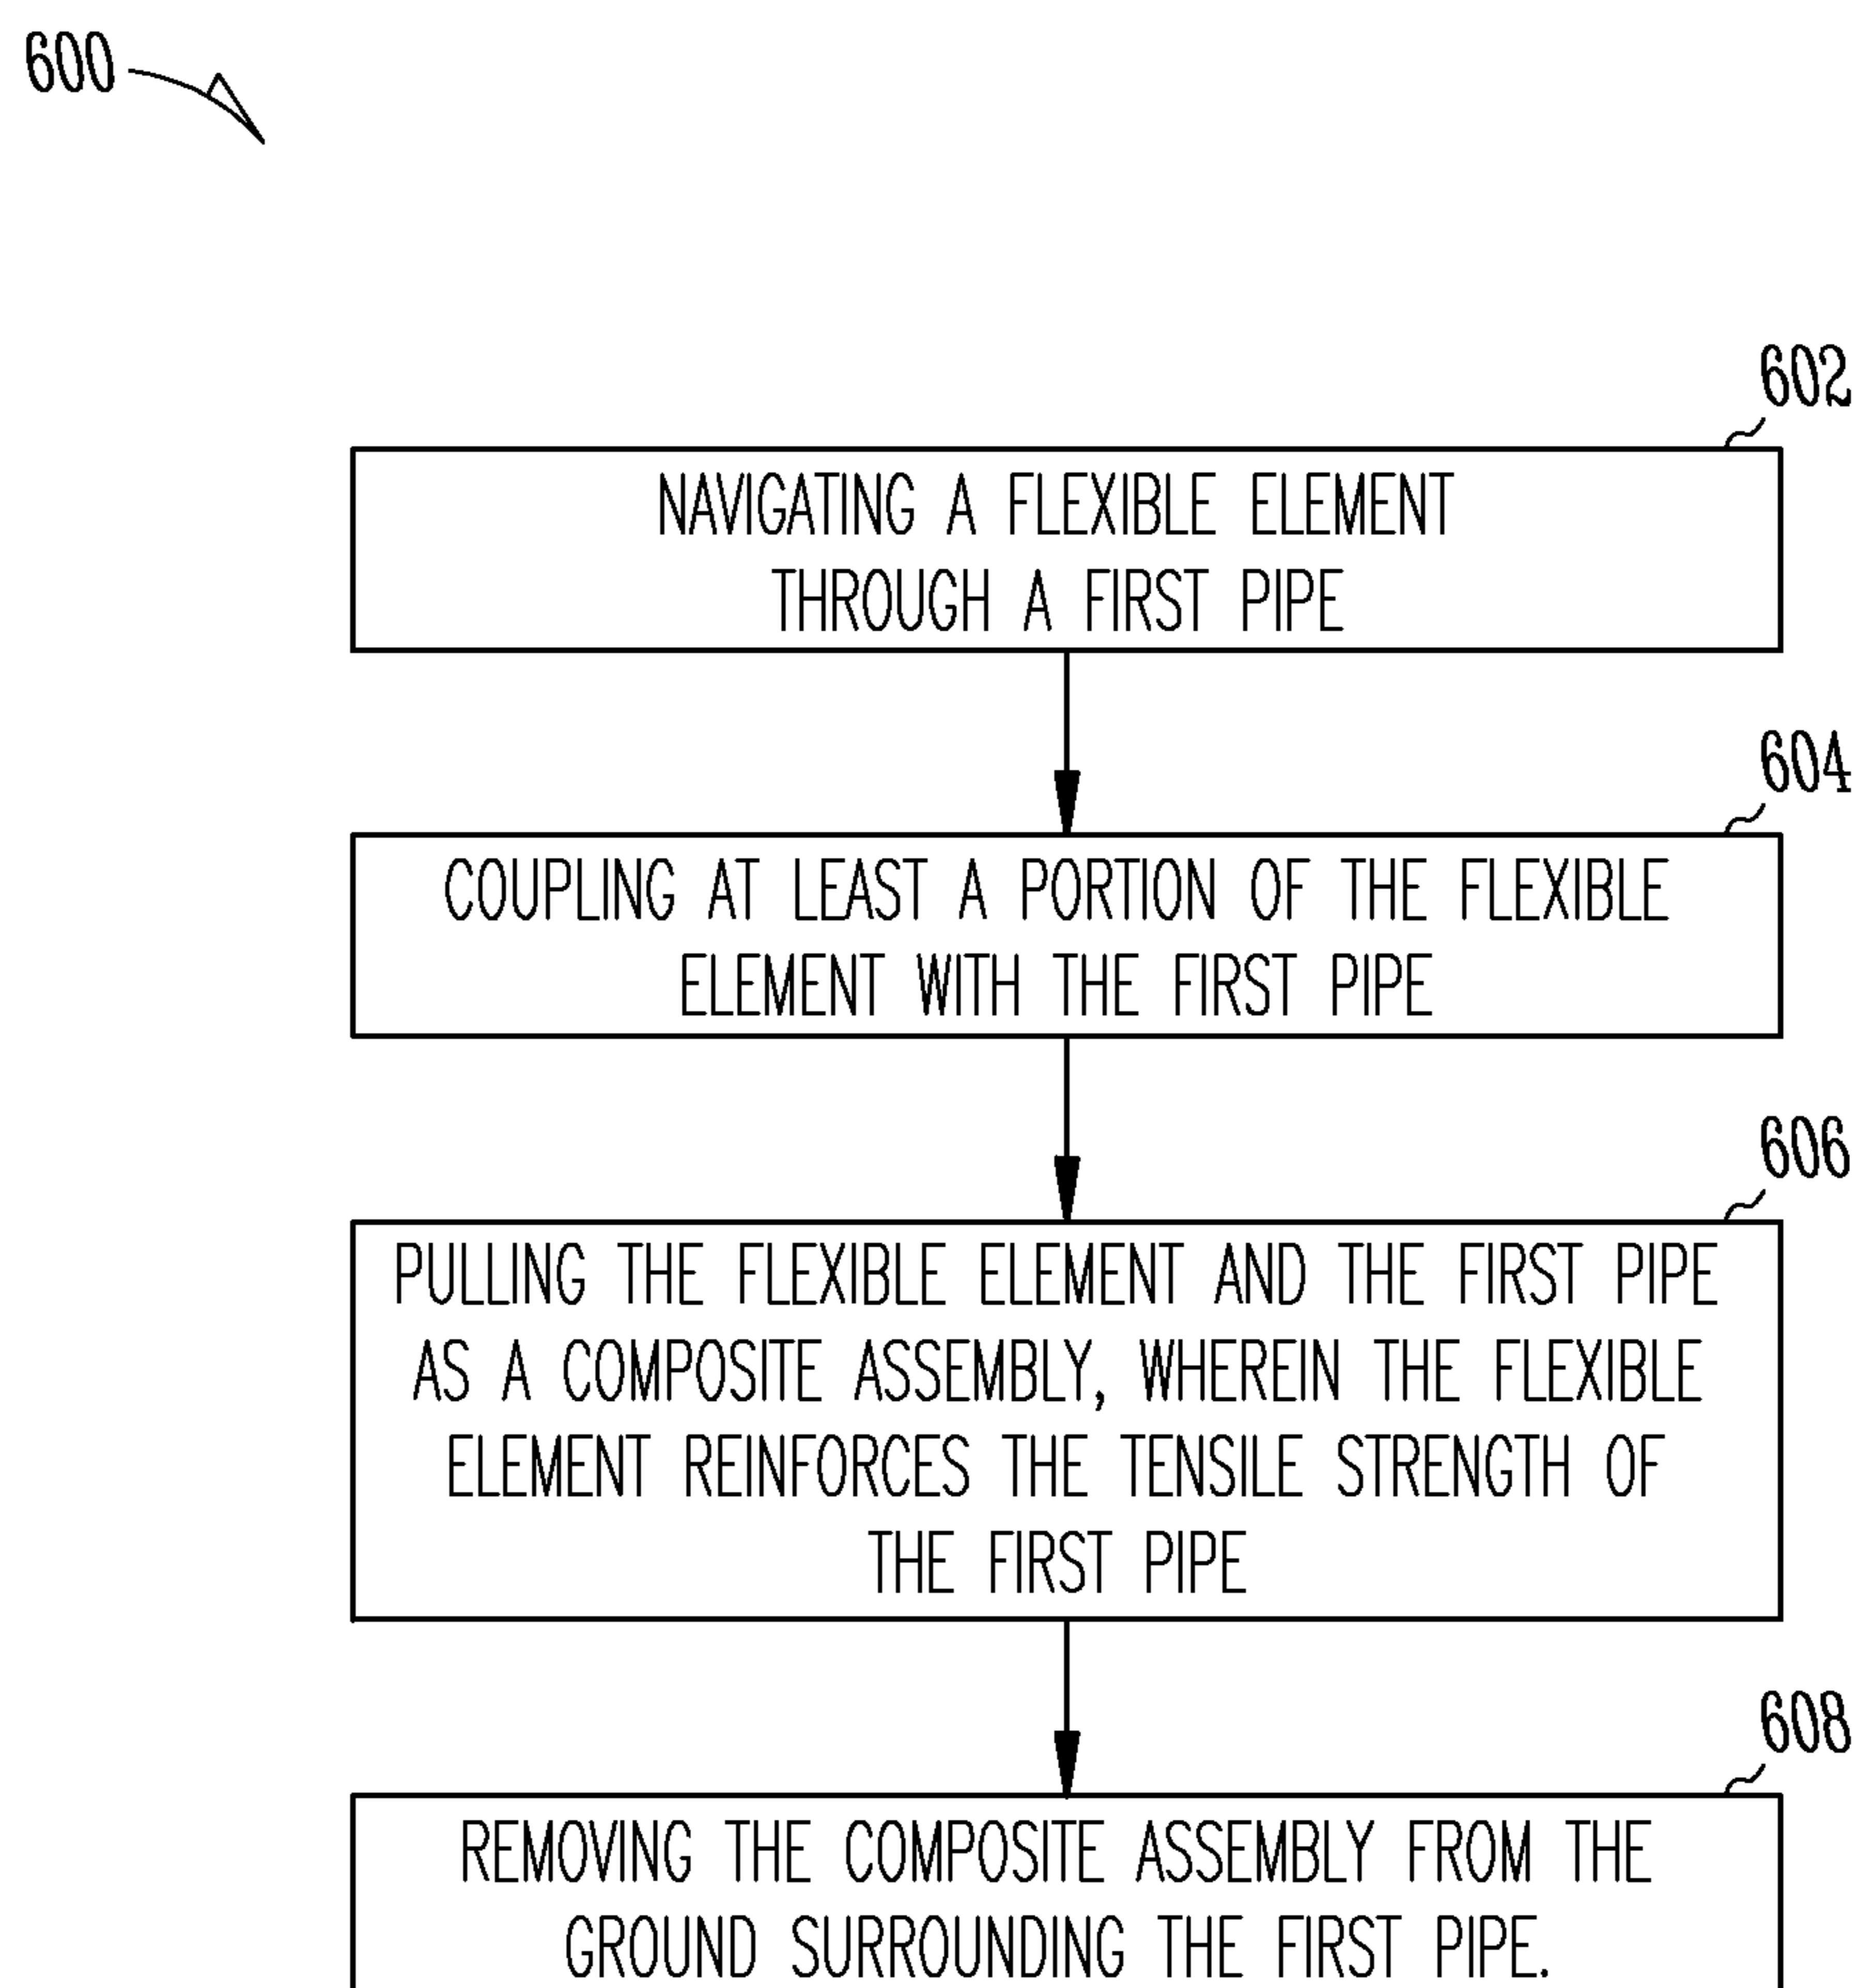 600
602
NAVIGATING A FLEXIBLE ELEMENT
THROUGH A FIRST PIPE
604
COUPLING AT LEAST A PORTION OF THE FLEXIBLE
ELEMENT WITH THE FIRST PIPE
606
PULLING THE FLEXIBLE ELEMENT AND THE FIRST PIPE
AS A COMPOSITE ASSEMBLY, WHEREIN THE FLEXIBLE
ELEMENT REINFORCES THE TENSILE STRENGTH OF
THE FIRST PIPE
608
REMOVING THE COMPOSITE ASSEMBLY FROM THE
GROUND SURROUNDING THE FIRST PIPE.